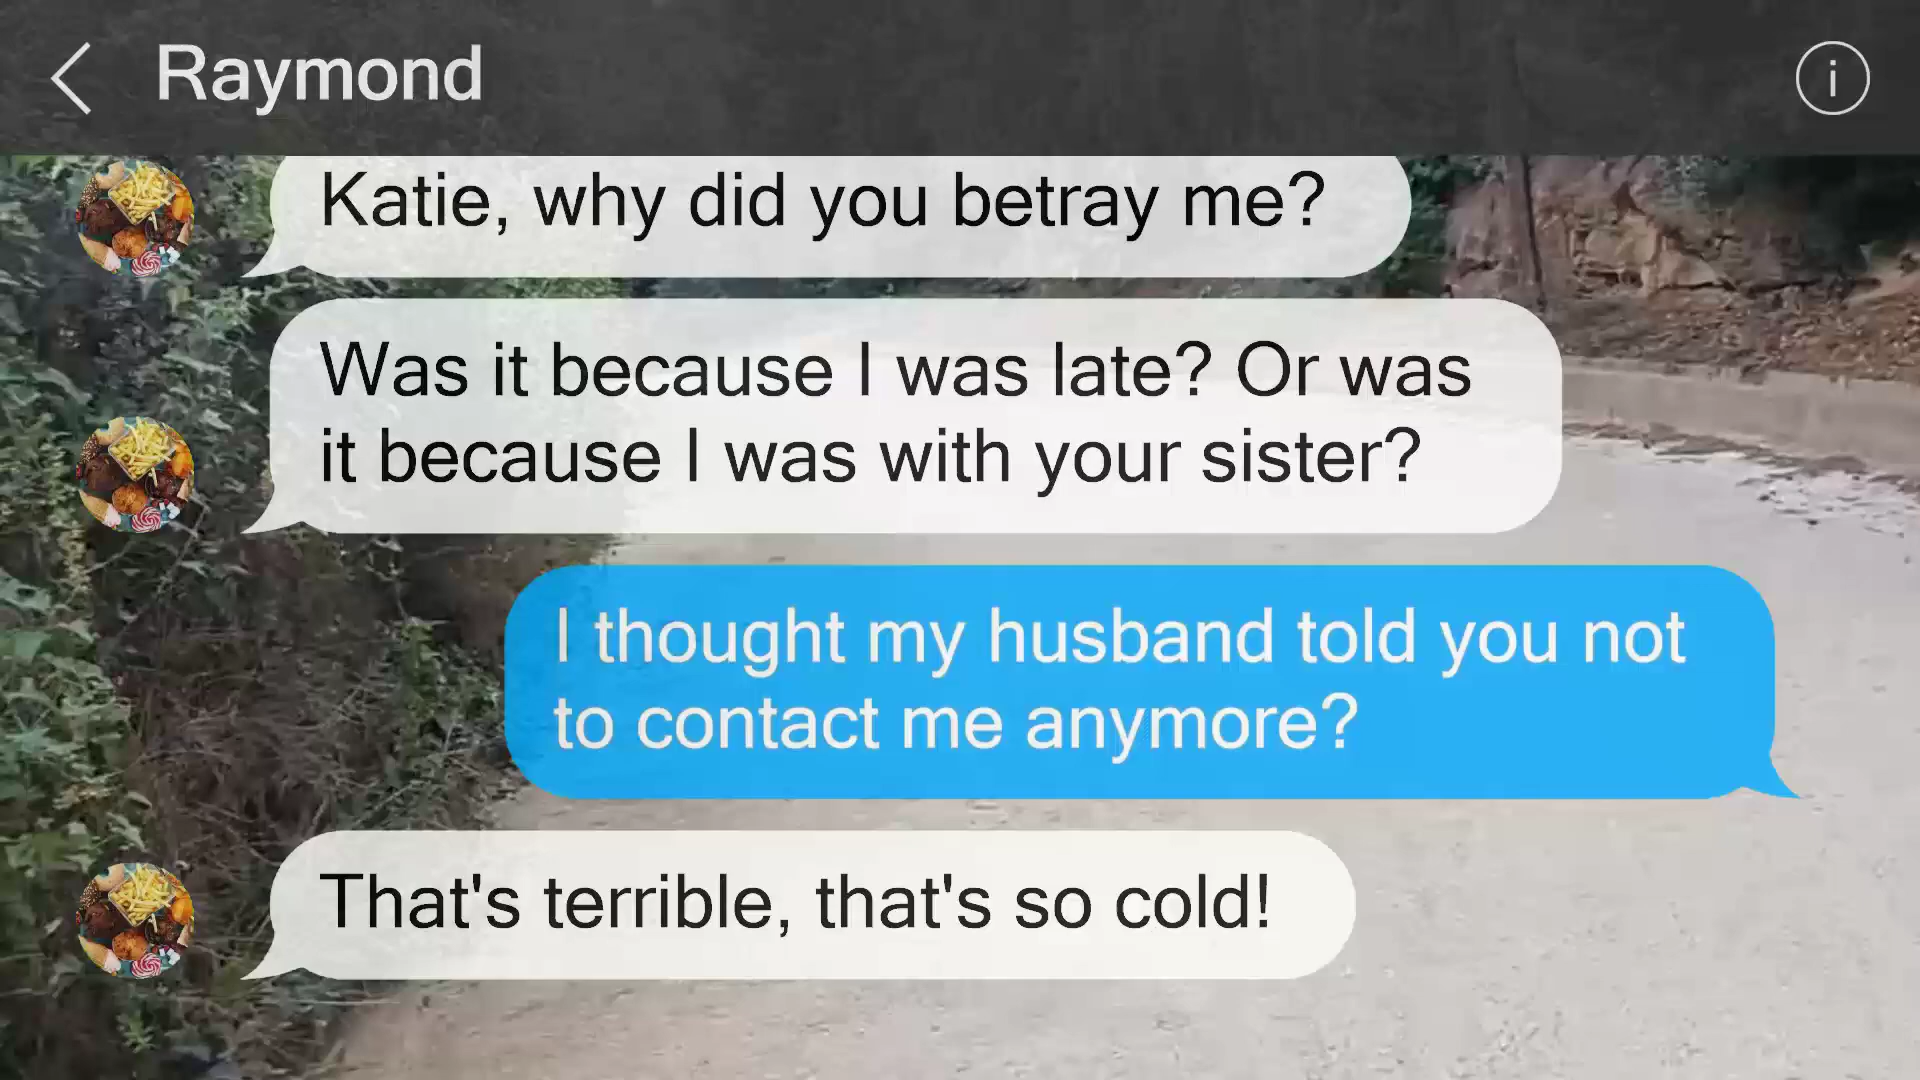 Raymond
Katie, why did you betray me?
Was it because I was late? Or was
it because I was with your sister?
I thought my husband told you not
to contact me anymore?
That's terrible, that's so cold!